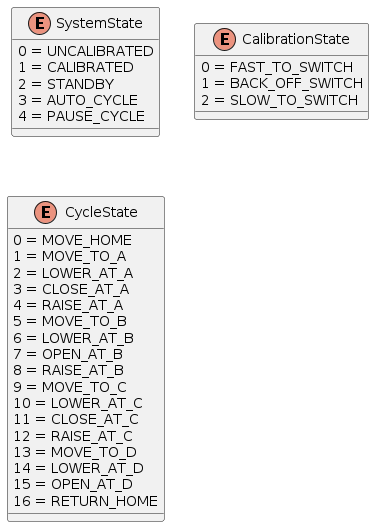 E SystemState
0 = UNCALIBRATED
1 = CALIBRATED
2 = STANDBY
3 = AUTO_CYCLE
4 = PAUSE_CYCLE
E CalibrationState
0 = FAST_TO_SWITCH
1 = BACK_OFF_SWITCH
2 = SLOW_TO_SWITCH
E CycleState
0 = MOVE_HOME
1 = MOVE_TO_A
2 = LOWER_AT_A
3 = CLOSE_AT_A
4 = RAISE_AT_A
5 = MOVE_TO_B
6 = LOWER_AT_B
7 = OPEN_AT_B
8 = RAISE_AT_B
9 = MOVE_TO_C
10 = LOWER_AT_C
11 = CLOSE_AT_C
12 = RAISE_AT_C
13 = MOVE_TO_D
14 = LOWER_AT_D
15 = OPEN_AT_D
16 = RETURN_HOME